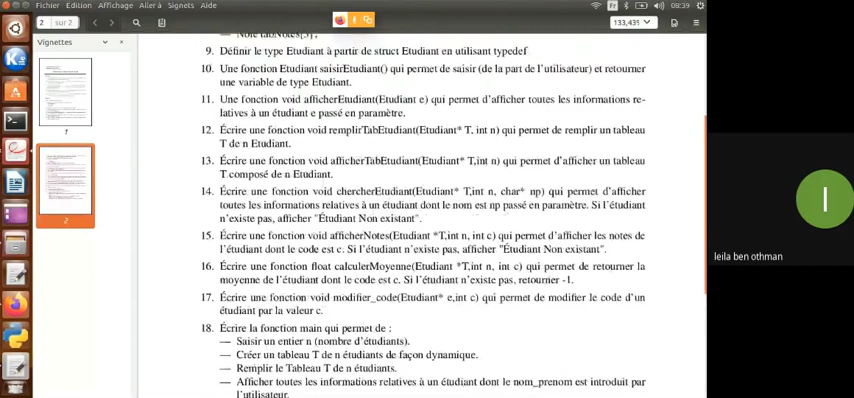 Fichier Edition Affichage Aller à Signets Aide
Fr 08:39
2 sur 2 133,43%
Vignettes
1
2
— Note tabNotes[3];
9. Définir le type Etudiant à partir de struct Etudiant en utilisant typedef
10. Une fonction Etudiant saisirEtudiant() qui permet de saisir (de la part de l'utilisateur) et retourner
une variable de type Etudiant.
11. Une fonction void afficherEtudiant(Etudiant e) qui permet d'afficher toutes les informations re-
latives à un étudiant e passé en paramètre.
12. Écrire une fonction void remplirTabEtudiant(Etudiant* T, int n) qui permet de remplir un tableau
T de n Etudiant.
13. Écrire une fonction void afficherTabEtudiant(Etudiant* T,int n) qui permet d'afficher un tableau
T composé de n Etudiant.
14. Écrire une fonction void chercherEtudiant(Etudiant* T,int n, char* np) qui permet d'afficher
toutes les informations relatives à un étudiant dont le nom est np passé en paramètre. Si l'étudiant
n'existe pas, afficher "Étudiant Non existant".
15. Écrire une fonction void afficherNotes(Etudiant *T,int n, int c) qui permet d'afficher les notes de
l'étudiant dont le code est c. Si l'étudiant n'existe pas, afficher "Étudiant Non existant".
16. Écrire une fonction float calculerMoyenne(Etudiant *T,int n, int c) qui permet de retourner la
moyenne de l'étudiant dont le code est c. Si l'étudiant n'existe pas, retourner -1.
17. Écrire une fonction void modifier_code(Etudiant* e,int c) qui permet de modifier le code d'un
étudiant par la valeur c.
18. Écrire la fonction main qui permet de :
— Saisir un entier n (nombre d'étudiants).
— Créer un tableau T de n étudiants de façon dynamique.
— Remplir le Tableau T de n étudiants.
— Afficher toutes les informations relatives à un étudiant dont le nom_prenom est introduit par
l'utilisateur.
l
leila ben othman